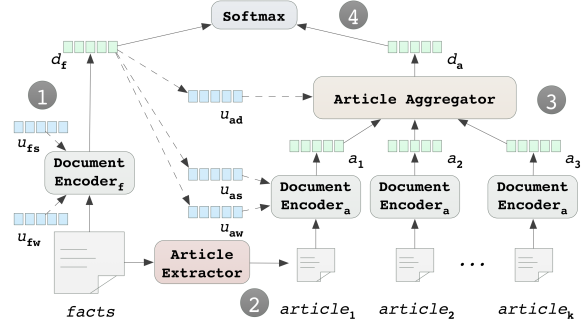 Softmax
4
d_f
d_a
1
u_ad
Article Aggregator
3
u_fs
a_1
a_2
a_3
Document
Encoder_f
u_as
Document
Encoder_a
Document
Encoder_a
Document
Encoder_a
u_fw
u_aw
Article
Extractor
...
2
facts
article_1
article_2
article_k